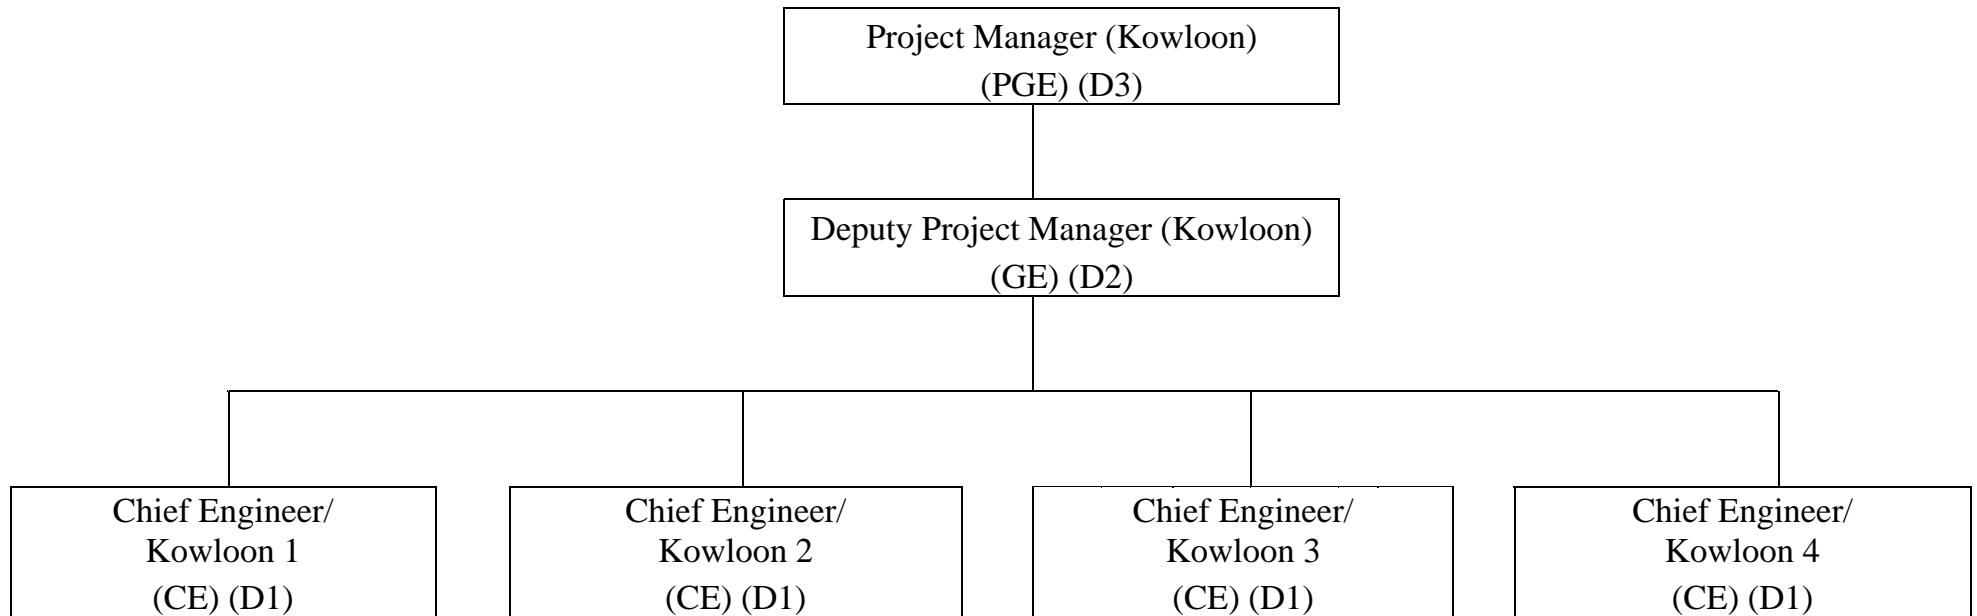 Project Manager (Kowloon)
(PGE) (D3)
Deputy Project Manager (Kowloon)
(GE) (D2)
Chief Engineer/
Kowloon 1
(CE) (D1)
Chief Engineer/
Kowloon 2
(CE) (D1)
Chief Engineer/
Kowloon 3
(CE) (D1)
Chief Engineer/
Kowloon 4
(CE) (D1)